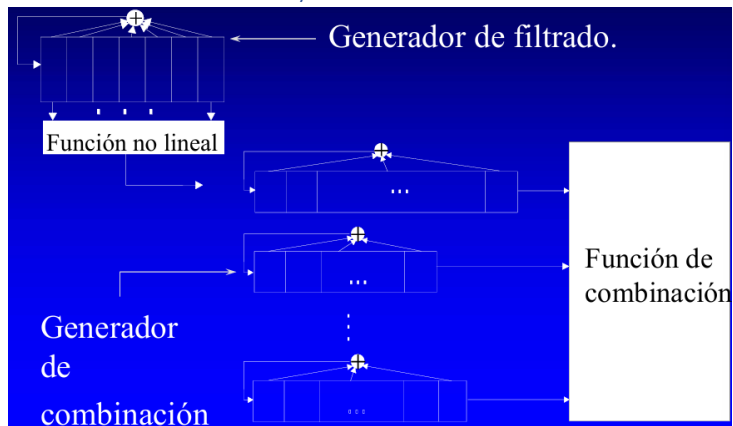 Generador de filtrado.
Función no lineal
Función de
combinación
Generador
de
combinación